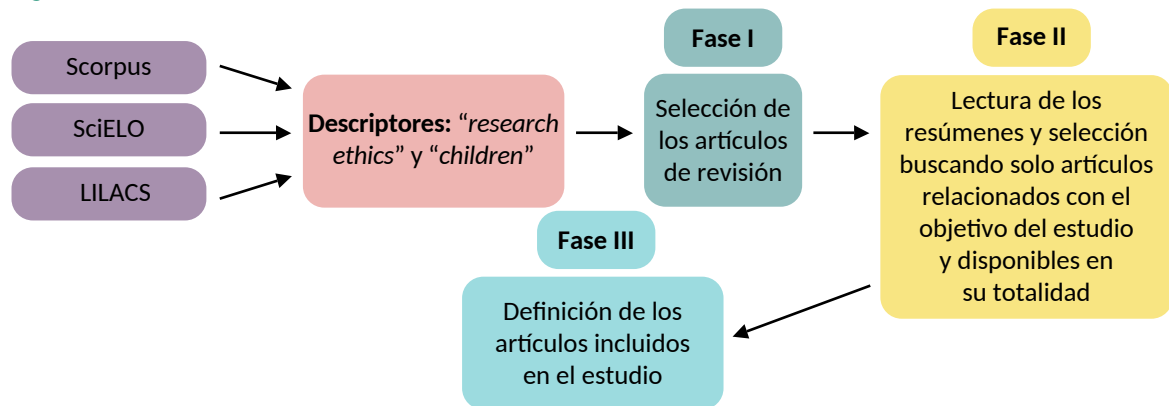 Scorpus
SciELO
LILACS
Descriptores: “research
ethics” y “children”
Fase I
Selección de
los artículos
de revisión
Fase II
Lectura de los
resúmenes y selección
buscando solo artículos
relacionados con el
objetivo del estudio
y disponibles en
su totalidad
Fase III
Definición de los
artículos incluidos
en el estudio